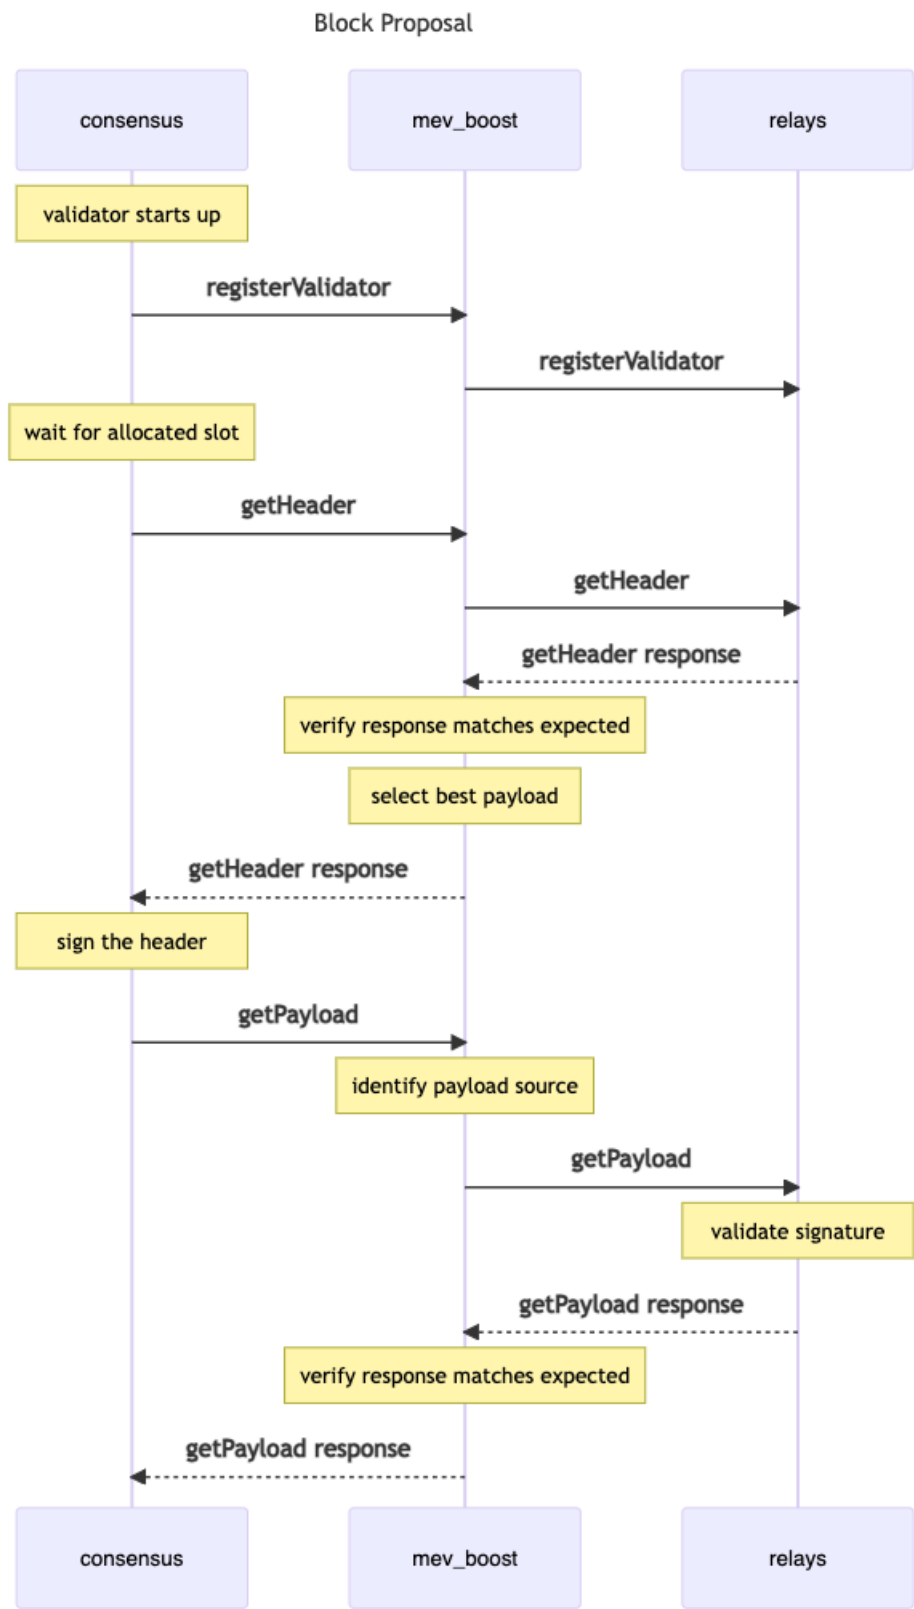 Block Proposal
consensus
mev_boost
relays
validator starts up
registerValidator
registerValidator
wait for allocated slot
getHeader
getHeader
getHeader response
verify response matches expected
select best payload
getHeader response
sign the header
getPayload
identify payload source
getPayload
validate signature
getPayload response
verify response matches expected
getPayload response
consensus
mev_boost
relays